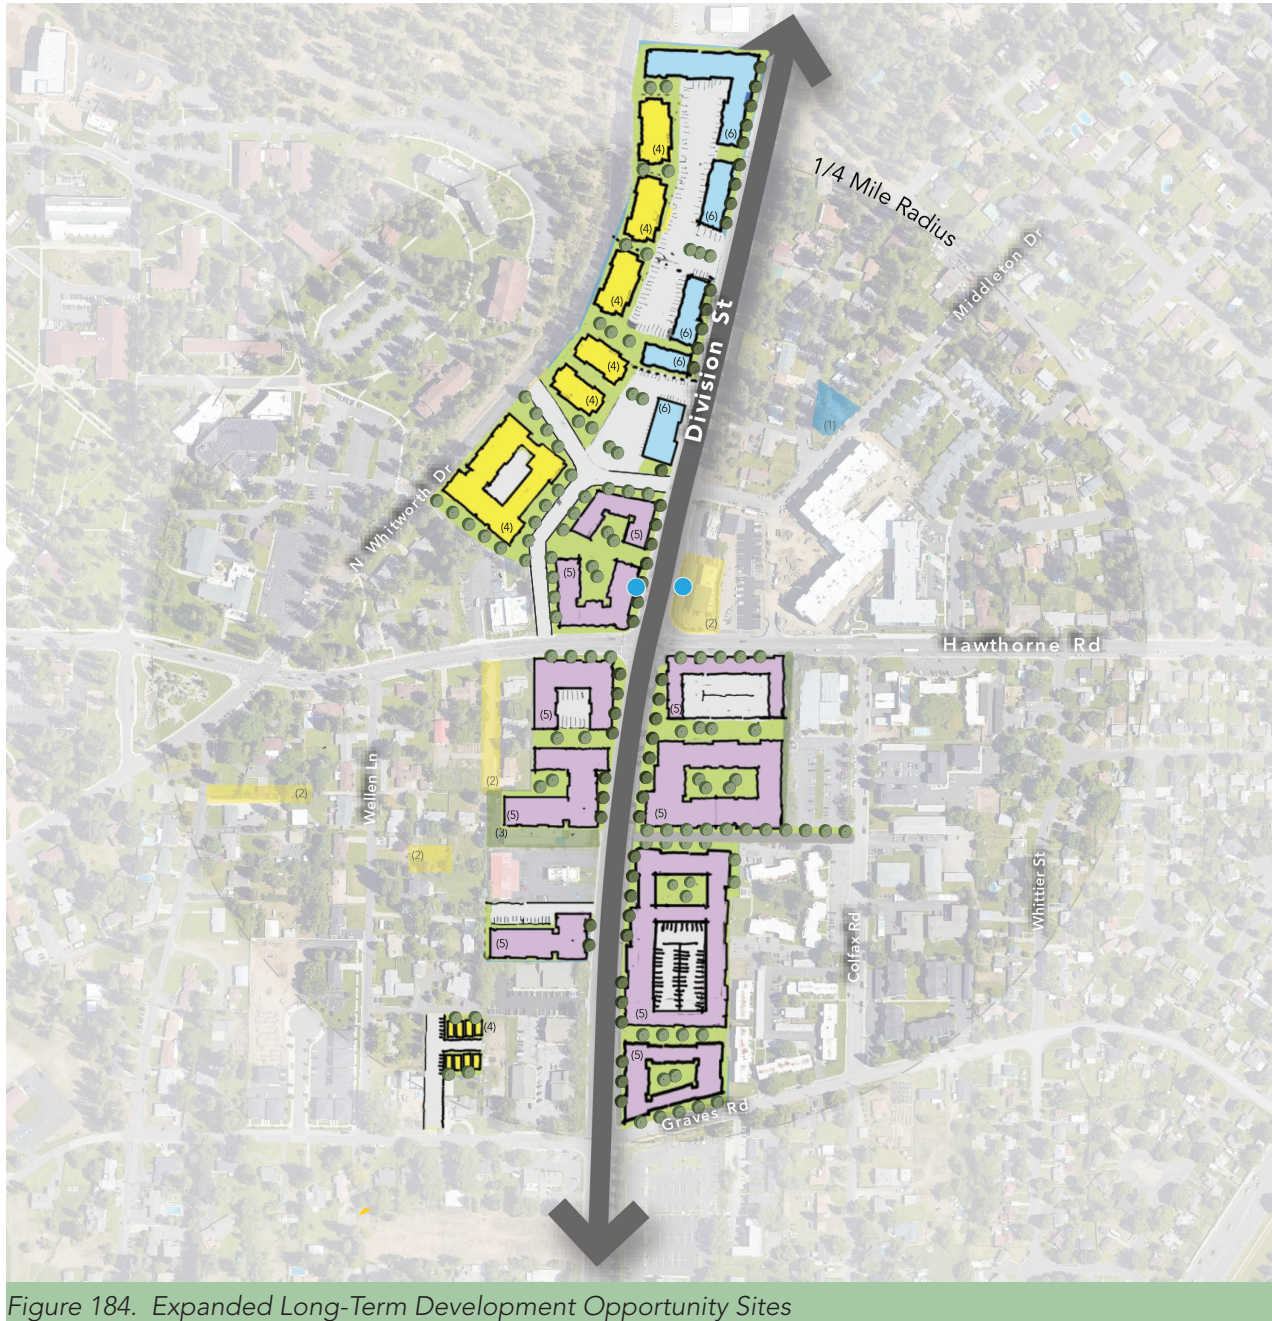 (6)
(4)
1/4 Mile Radius
(6)
(4)
Middleton Dr
(4)
Division St
(6)
(6)
(4)
(4)
(6)
(1)
N Whitworth Dr
(4)
(5)
(5)
(2)
Hawthorne Rd
(5)
(5)
(2)
(2)
Wellen Ln
(5)
(5)
(3)
(2)
Whittier St
(5)
Colfax Rd
(5)
(4)
(5)
Graves Rd
Figure 184. Expanded Long-Term Development Opportunity Sites